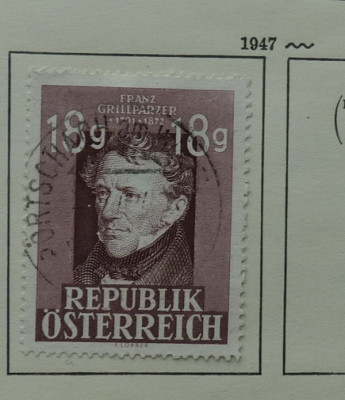 1947
FRANZ
GRILLPARZER
1791-1872
18g 18g
REPUBLIK
ÖSTERREICH